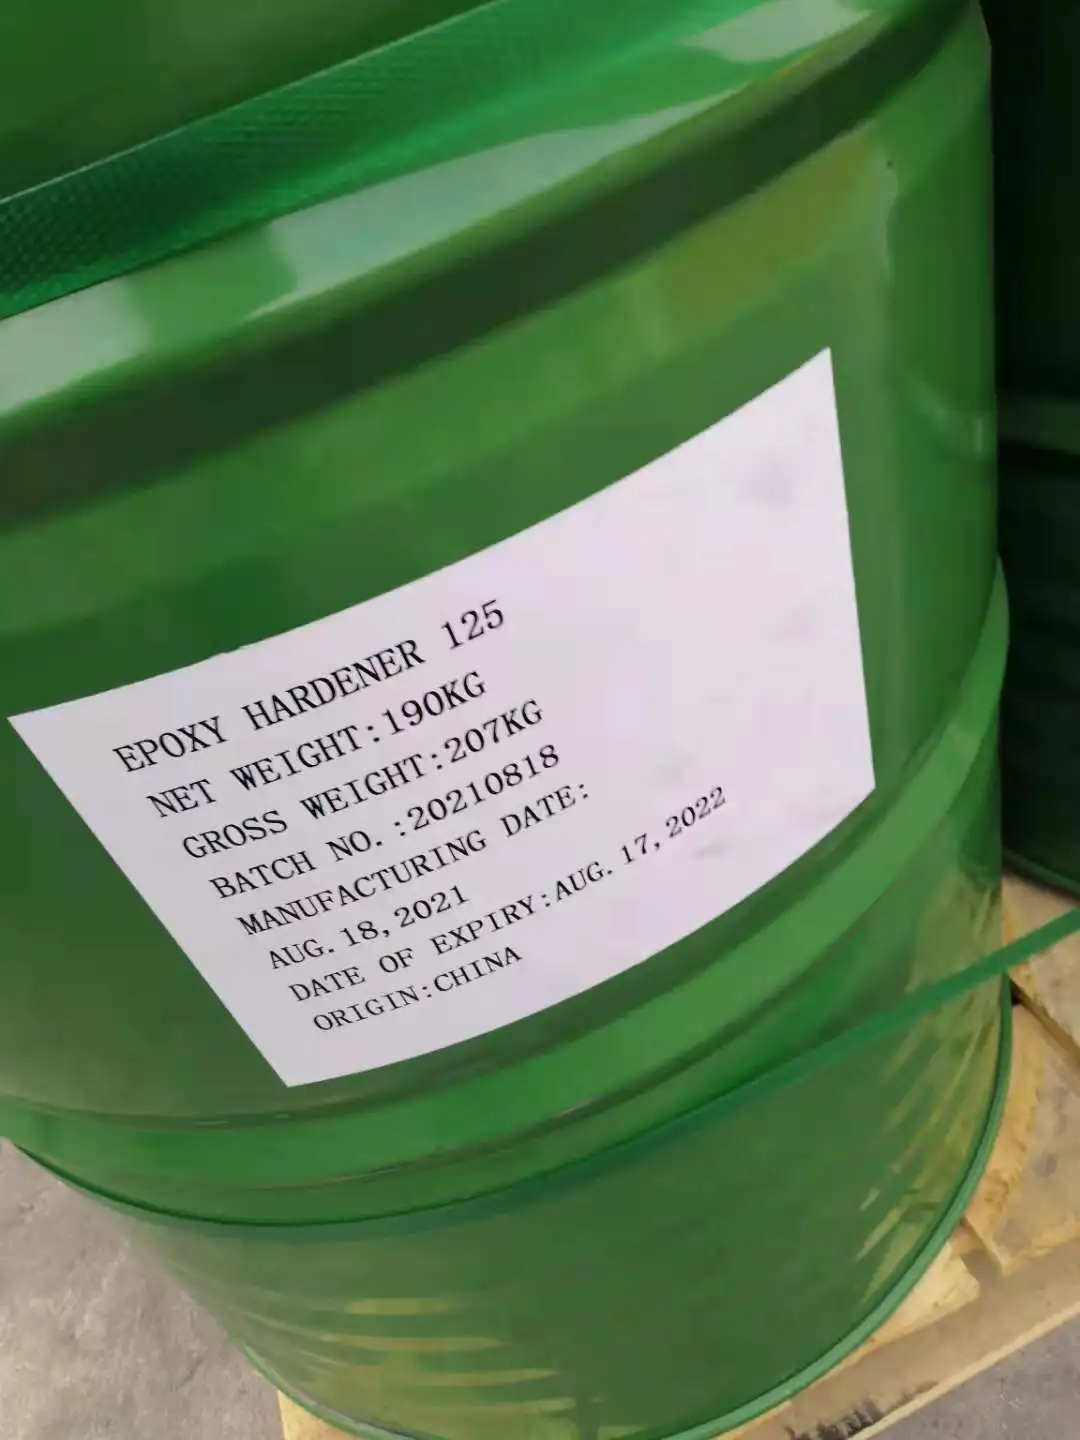 EPOXY HARDENER 125
NET WEIGHT:190KG
GROSS WEIGHT:207KG
BATCH NO.:20210818
MANUFACTURING DATE:
AUG.18,2021
DATE OF EXPIRY:AUG.17,2022
ORIGIN:CHINA